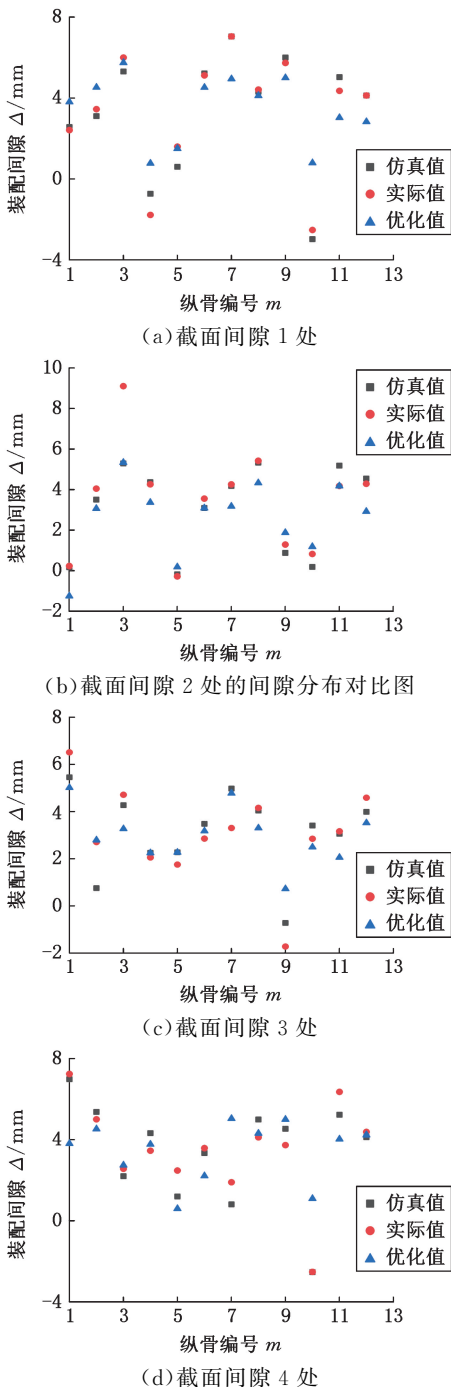 8
4
0
−4
装配间隙 Δ/mm
仿真值
实际值
优化值
1 3 5 7 9 11 13
纵骨编号 m
(a)截面间隙 1 处
10
8
6
4
2
0
−2
装配间隙 Δ/mm
仿真值
实际值
优化值
1 3 5 7 9 11 13
纵骨编号 m
(b)截面间隙 2 处的间隙分布对比图
8
6
4
2
0
−2
装配间隙 Δ/mm
仿真值
实际值
优化值
1 3 5 7 9 11 13
纵骨编号 m
(c)截面间隙 3 处
8
4
0
−4
装配间隙 Δ/mm
仿真值
实际值
优化值
1 3 5 7 9 11 13
纵骨编号 m
(d)截面间隙 4 处